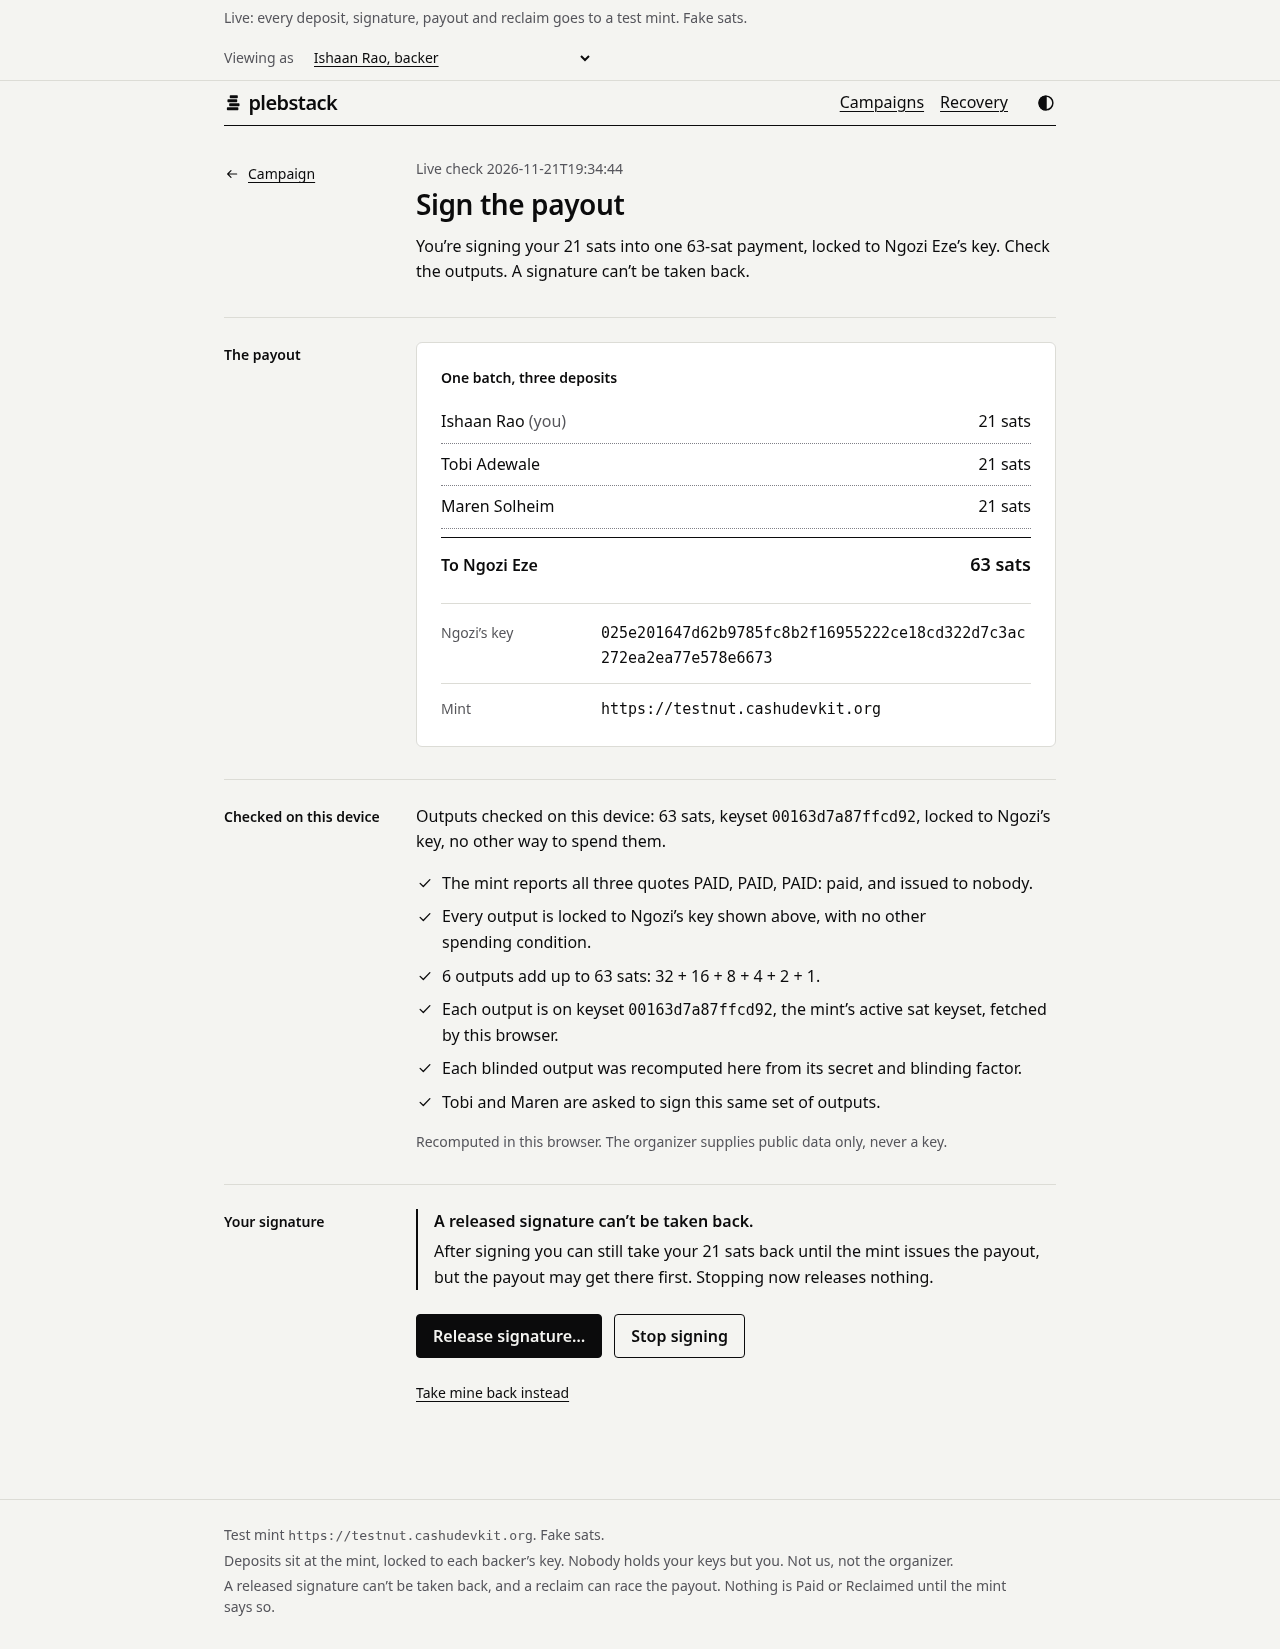 Live: every deposit, signature, payout and reclaim goes to a test mint. Fake sats.
Viewing as Ishaan Rao, backer
plebstack
Campaigns Recovery
← Campaign
Live check 2026-11-21T19:34:44
Sign the payout
You’re signing your 21 sats into one 63-sat payment, locked to Ngozi Eze’s key. Check
the outputs. A signature can’t be taken back.
The payout
One batch, three deposits
Ishaan Rao (you) 21 sats
Tobi Adewale 21 sats
Maren Solheim 21 sats
To Ngozi Eze 63 sats
Ngozi’s key 025e201647d62b9785fc8b2f16955222ce18cd322d7c3ac
272ea2ea77e578e6673
Mint https://testnut.cashudevkit.org
Checked on this device
Outputs checked on this device: 63 sats, keyset 00163d7a87ffcd92, locked to Ngozi’s
key, no other way to spend them.
The mint reports all three quotes PAID, PAID, PAID: paid, and issued to nobody.
Every output is locked to Ngozi’s key shown above, with no other
spending condition.
6 outputs add up to 63 sats: 32 + 16 + 8 + 4 + 2 + 1.
Each output is on keyset 00163d7a87ffcd92, the mint’s active sat keyset, fetched
by this browser.
Each blinded output was recomputed here from its secret and blinding factor.
Tobi and Maren are asked to sign this same set of outputs.
Recomputed in this browser. The organizer supplies public data only, never a key.
Your signature
A released signature can’t be taken back.
After signing you can still take your 21 sats back until the mint issues the payout,
but the payout may get there first. Stopping now releases nothing.
Release signature… Stop signing
Take mine back instead
Test mint https://testnut.cashudevkit.org. Fake sats.
Deposits sit at the mint, locked to each backer’s key. Nobody holds your keys but you. Not us, not the organizer.
A released signature can’t be taken back, and a reclaim can race the payout. Nothing is Paid or Reclaimed until the mint
says so.